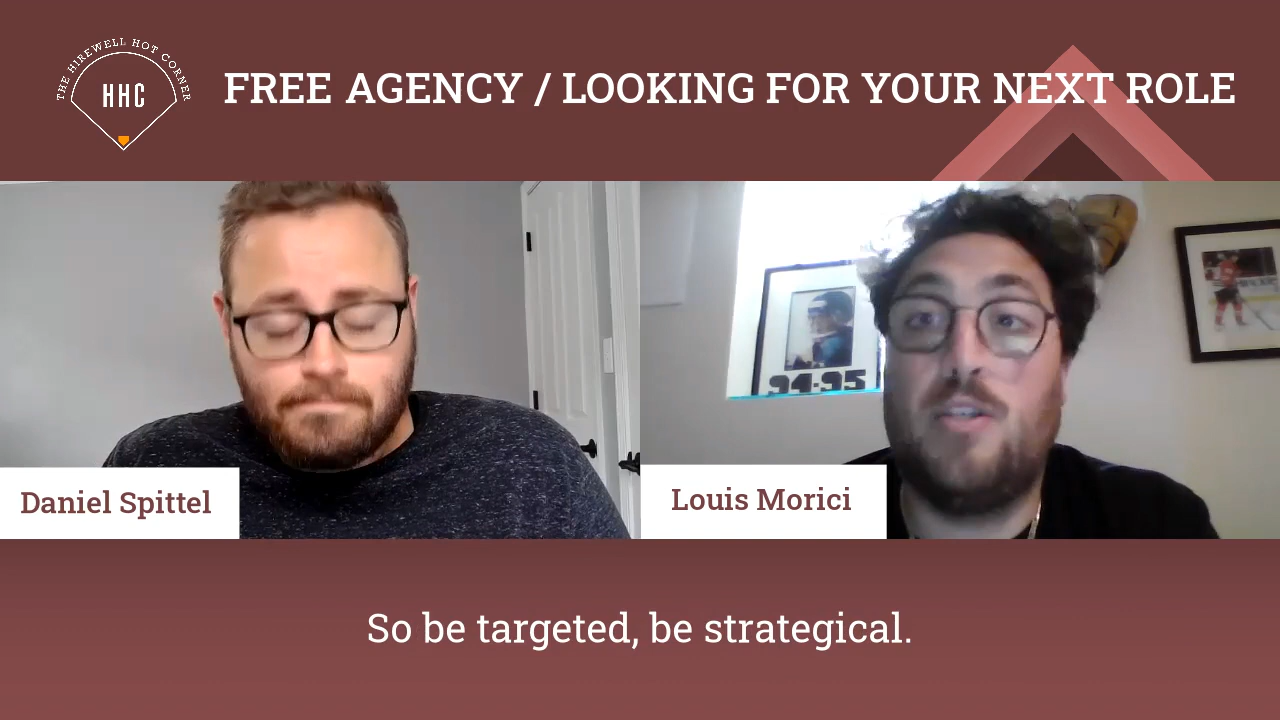 THE HIREWELL HOT CORNER
HHC
FREE AGENCY / LOOKING FOR YOUR NEXT ROLE
94-95
Daniel Spittel
Louis Morici
So be targeted, be strategical.